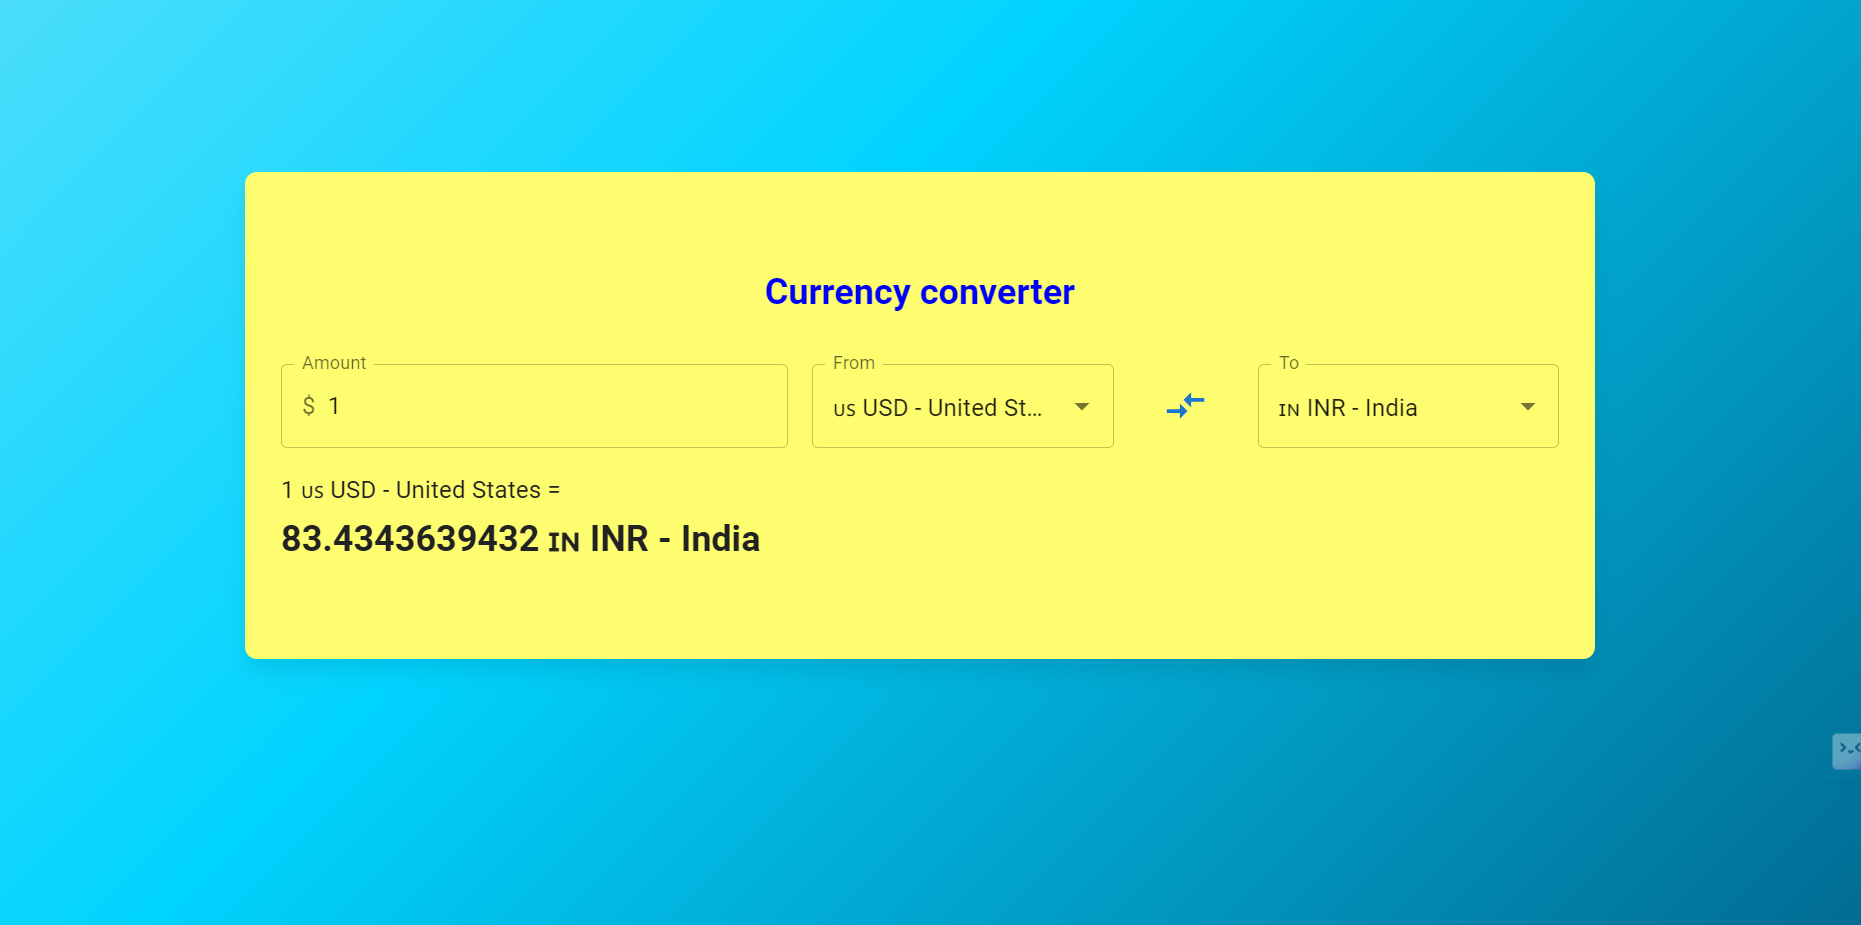 Currency converter
Amount
$ 1
From
US USD - United St...
To
IN INR - India
1 US USD - United States =
83.4343639432 IN INR - India